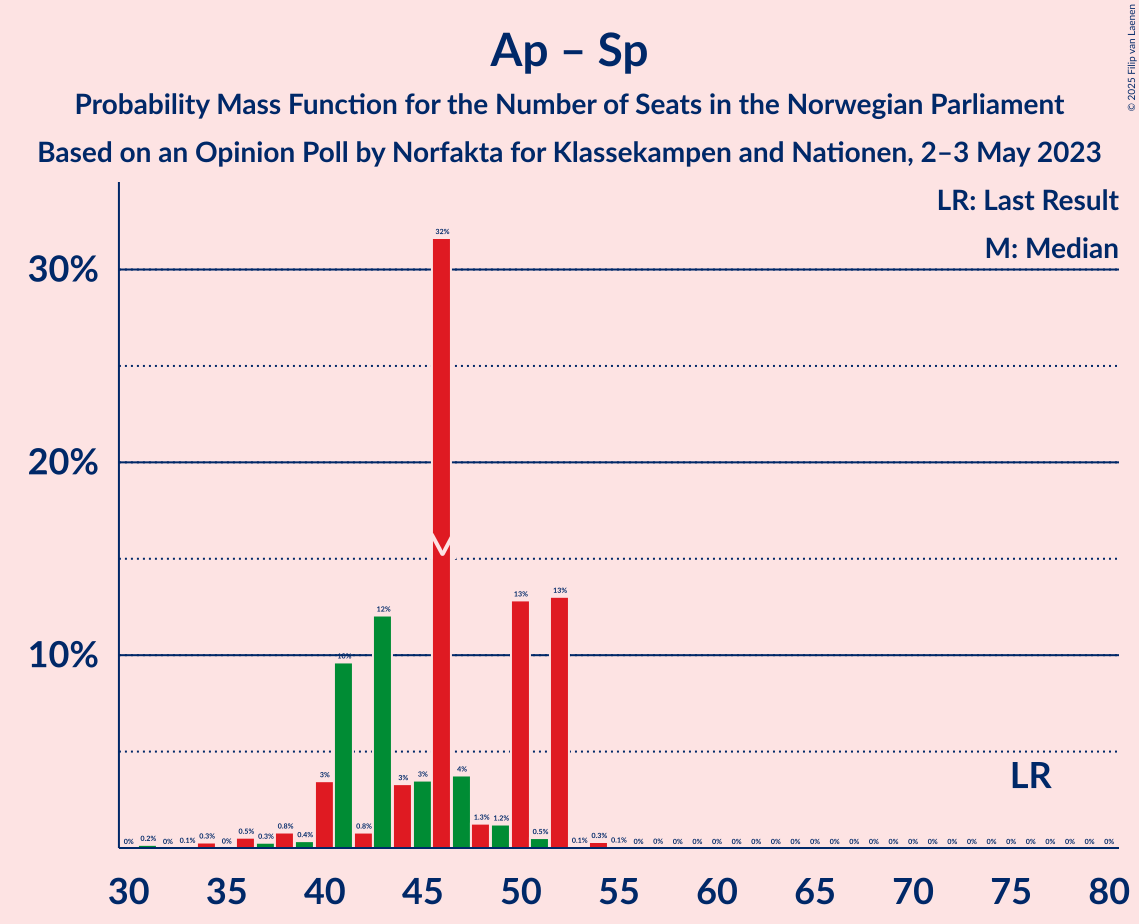 Ap – Sp
Probability Mass Function for the Number of Seats in the Norwegian Parliament
Based on an Opinion Poll by Norfakta for Klassekampen and Nationen, 2–3 May 2023
© 2025 Filip van Laenen
LR: Last Result
M: Median
30%
20%
10%
0% 0.2% 0% 0.1% 0.3% 0% 0.5% 0.3% 0.8% 0.4% 3% 10% 0.8% 12% 3% 3% 32% 4% 1.3% 1.2% 13% 0.5% 13% 0.1% 0.3% 0.1% 0% 0% 0% 0% 0% 0% 0% 0% 0% 0% 0% 0% 0% 0% 0% 0% 0% 0% 0% 0% 0% 0% 0% 0% 0%
LR
30 35 40 45 50 55 60 65 70 75 80